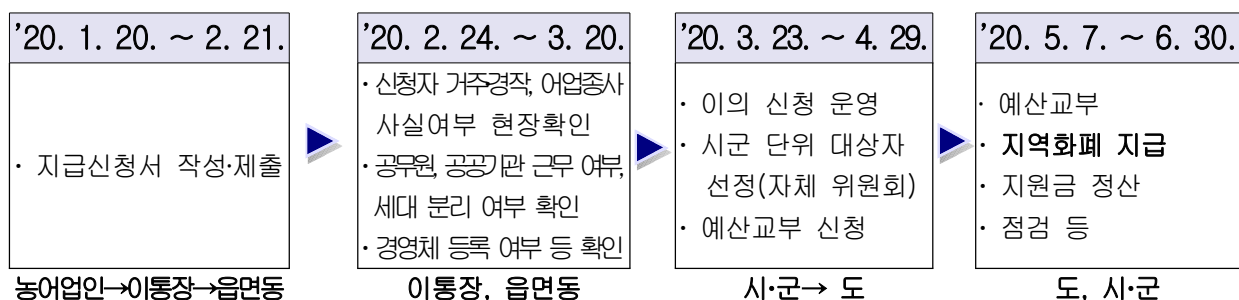 '20. 1. 20. ~ 2. 21.
· 지급신청서 작성·제출
농어업인→이통장→읍면동
'20. 2. 24. ~ 3. 20.
· 신청자 거주경작, 어업종사
사실여부 현장확인
· 공무원, 공공기관 근무 여부,
세대 분리 여부 확인
· 경영체 등록 여부 등 확인
이통장, 읍면동
'20. 3. 23. ~ 4. 29.
· 이의 신청 운영
· 시군 단위 대상자
선정(자체 위원회)
· 예산교부 신청
시·군→ 도
'20. 5. 7. ~ 6. 30.
· 예산교부
· 지역화폐 지급
· 지원금 정산
· 점검 등
도, 시·군